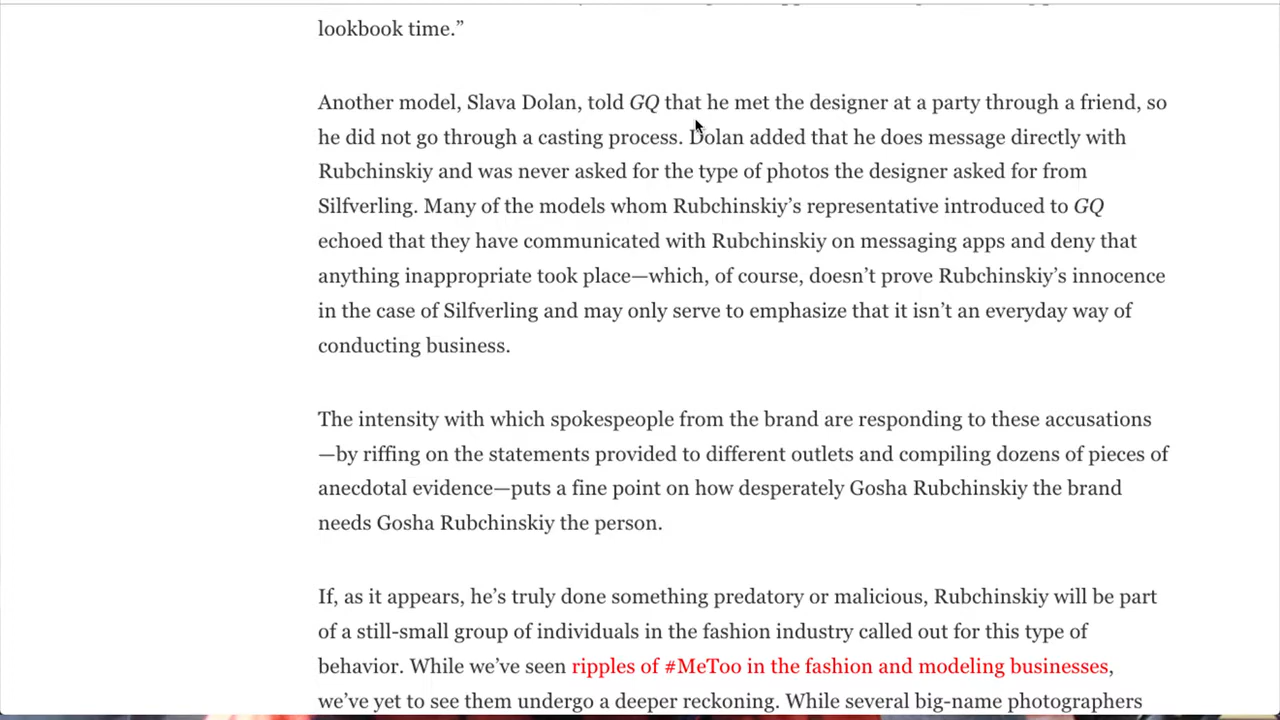 lookbook time.”
Another model, Slava Dolan, told GQ that he met the designer at a party through a friend, so
he did not go through a casting process. Dolan added that he does message directly with
Rubchinskiy and was never asked for the type of photos the designer asked for from
Silfverling. Many of the models whom Rubchinskiy’s representative introduced to GQ
echoed that they have communicated with Rubchinskiy on messaging apps and deny that
anything inappropriate took place—which, of course, doesn’t prove Rubchinskiy’s innocence
in the case of Silfverling and may only serve to emphasize that it isn’t an everyday way of
conducting business.
The intensity with which spokespeople from the brand are responding to these accusations
—by riffing on the statements provided to different outlets and compiling dozens of pieces of
anecdotal evidence—puts a fine point on how desperately Gosha Rubchinskiy the brand
needs Gosha Rubchinskiy the person.
If, as it appears, he’s truly done something predatory or malicious, Rubchinskiy will be part
of a still-small group of individuals in the fashion industry called out for this type of
behavior. While we’ve seen ripples of #MeToo in the fashion and modeling businesses,
we’ve yet to see them undergo a deeper reckoning. While several big-name photographers